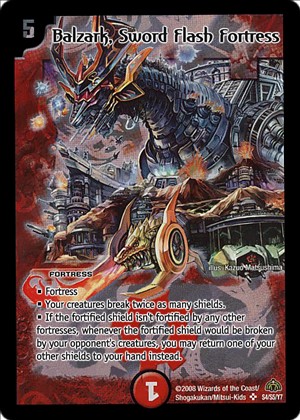 5
Balzark, Sword Flash Fortress
illus. Kazuo Matsushima
FORTRESS
▪ Fortress
▪ Your creatures break twice as many shields.
▪ If the fortified shield isn't fortified by any other
fortresses, whenever the fortified shield would be broken
by your opponent's creatures, you may return one of your
other shields to your hand instead.
1
©2008 Wizards of the Coast/
Shogakukan/Mitsui-Kids
S4/S5/Y7